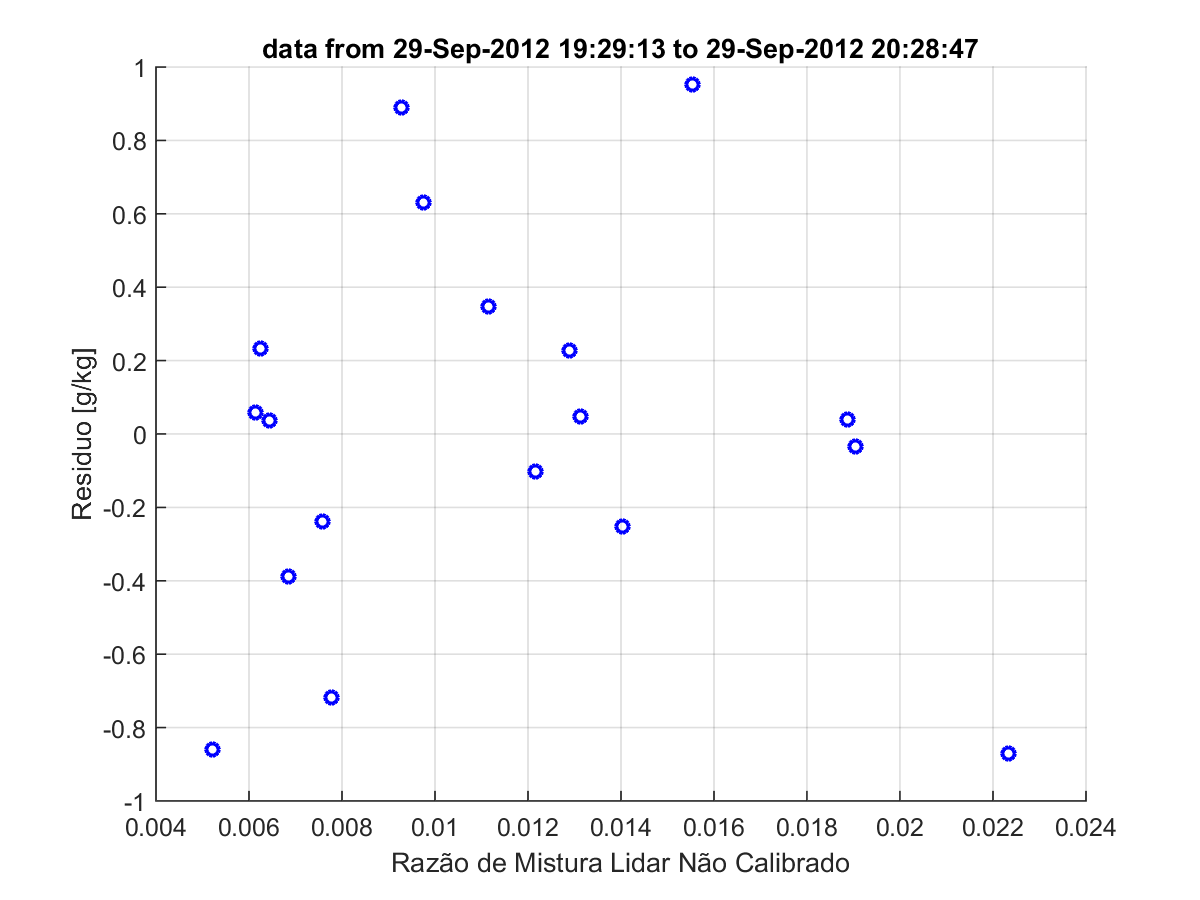 data from 29-Sep-2012 19:29:13 to 29-Sep-2012 20:28:47
1
0.8
0.6
0.4
0.2
0
-0.2
-0.4
-0.6
-0.8
-1
Residuo [g/kg]
0.004 0.006 0.008 0.01 0.012 0.014 0.016 0.018 0.02 0.022 0.024
Razão de Mistura Lidar Não Calibrado